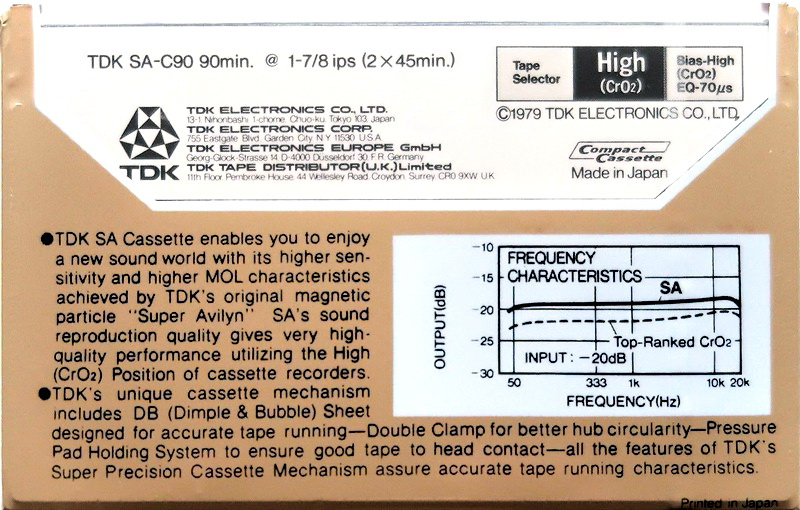 TDK SA-C90 90min. @ 1-7/8 ips (2×45min.)
Tape Selector
High (CrO₂)
Bias-High (CrO₂) EQ-70μs
©1979 TDK ELECTRONICS CO., LTD.
TDK
TDK ELECTRONICS CO., LTD.
13-1 Nihonbashi 1-chome, Chuo-ku, Tokyo 103, Japan
TDK ELECTRONICS CORP.
755 Eastgate Blvd. Garden City N.Y 11530 U.S.A.
TDK ELECTRONICS EUROPE GmbH
Georg-Glock-Strasse 14 D-4000 Düsseldorf 30, F.R. Germany
TDK TAPE DISTRIBUTOR (U.K.) Limited
11th Floor Pembroke House 44 Wellesley Road Croydon Surrey CR0 9XW U.K
Compact Cassette
Made in Japan
●TDK SA Cassette enables you to enjoy
a new sound world with its higher sen-
sitivity and higher MOL characteristics
achieved by TDK's original magnetic
particle "Super Avilyn" SA's sound
reproduction quality gives very high-
quality performance utilizing the High
(CrO₂) Position of cassette recorders.
●TDK's unique cassette mechanism
includes DB (Dimple & Bubble) Sheet
designed for accurate tape running—Double Clamp for better hub circularity—Pressure
Pad Holding System to ensure good tape to head contact—all the features of TDK's
Super Precision Cassette Mechanism assure accurate tape running characteristics.
FREQUENCY
CHARACTERISTICS
SA
Top-Ranked CrO₂
INPUT : −20dB
OUTPUT(dB)
−10
−15
−20
−25
−30
50 333 1k 10k 20k
FREQUENCY(Hz)
Printed in Japan